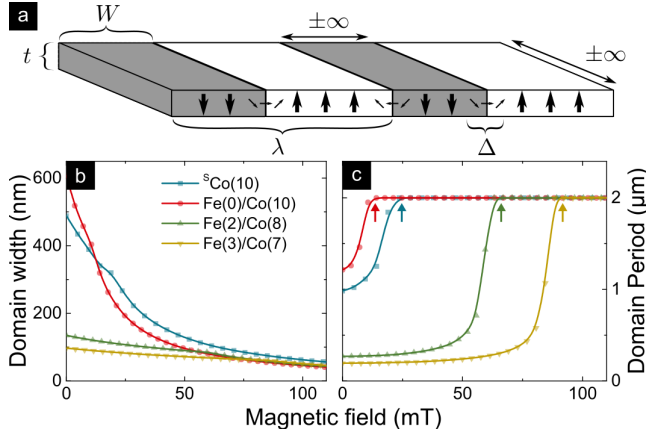 a
W
±∞
±∞
t
λ
Δ
b
c
600
400
200
0
0
50
100
Domain width (nm)
ˢCo(10)
Fe(0)/Co(10)
Fe(2)/Co(8)
Fe(3)/Co(7)
0
50
100
2
1
0
Domain Period (μm)
Magnetic field (mT)